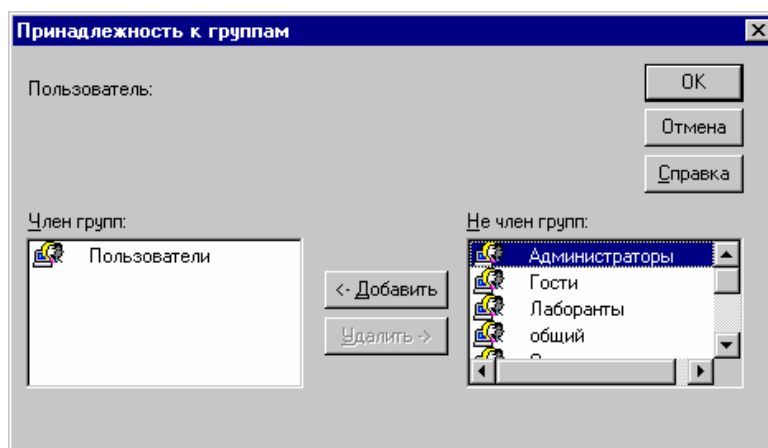 Принадлежность к группам
Пользователь:
OK
Отмена
Справка
Член групп:
Не член групп:
Пользователи
<- Добавить
Удалить ->
Администраторы
Гости
Лаборанты
общий